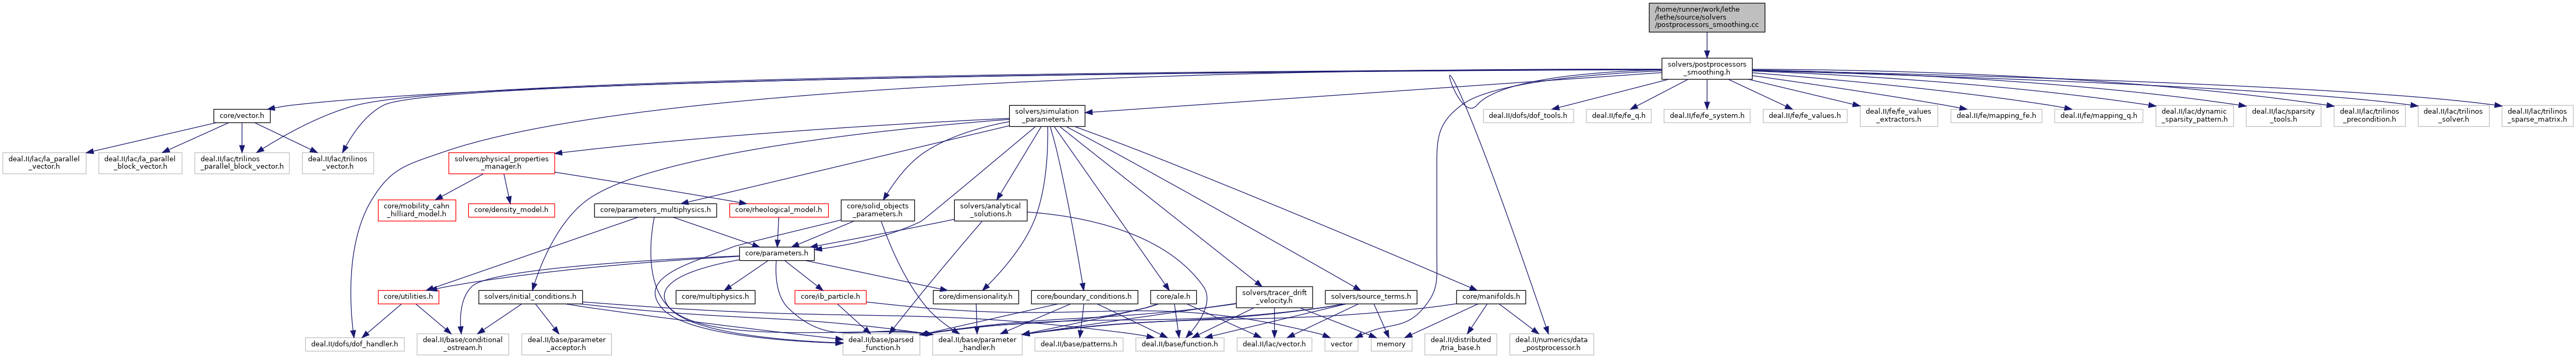 /home/runner/work/lethe
/lethe/source/solvers
/postprocessors_smoothing.cc
solvers/postprocessors
_smoothing.h
core/vector.h
solvers/simulation
_parameters.h
deal.II/dofs/dof_tools.h
deal.II/fe/fe_q.h
deal.II/fe/fe_system.h
deal.II/fe/fe_values.h
deal.II/fe/fe_values
_extractors.h
deal.II/fe/mapping_fe.h
deal.II/fe/mapping_q.h
deal.II/lac/dynamic
_sparsity_pattern.h
deal.II/lac/sparsity
_tools.h
deal.II/lac/trilinos
_precondition.h
deal.II/lac/trilinos
_solver.h
deal.II/lac/trilinos
_sparse_matrix.h
deal.II/lac/la_parallel
_vector.h
deal.II/lac/la_parallel
_block_vector.h
deal.II/lac/trilinos
_parallel_block_vector.h
deal.II/lac/trilinos
_vector.h
solvers/physical_properties
_manager.h
core/mobility_cahn
_hilliard_model.h
core/density_model.h
core/parameters_multiphysics.h
core/rheological_model.h
core/solid_objects
_parameters.h
solvers/analytical
_solutions.h
core/parameters.h
core/utilities.h
solvers/initial_conditions.h
core/multiphysics.h
core/ib_particle.h
core/dimensionality.h
core/boundary_conditions.h
core/ale.h
solvers/tracer_drift
_velocity.h
solvers/source_terms.h
core/manifolds.h
deal.II/dofs/dof_handler.h
deal.II/base/conditional
_ostream.h
deal.II/base/parameter
_acceptor.h
deal.II/base/parsed
_function.h
deal.II/base/parameter
_handler.h
deal.II/base/patterns.h
deal.II/base/function.h
deal.II/lac/vector.h
vector
memory
deal.II/distributed
/tria_base.h
deal.II/numerics/data
_postprocessor.h